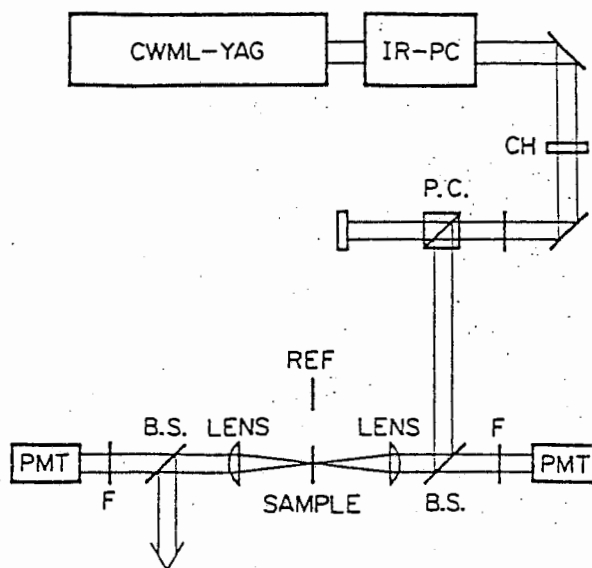 CWML-YAG
IR-PC
CH
P.C.
REF
B.S.
LENS
LENS
F
PMT
PMT
F
SAMPLE
B.S.